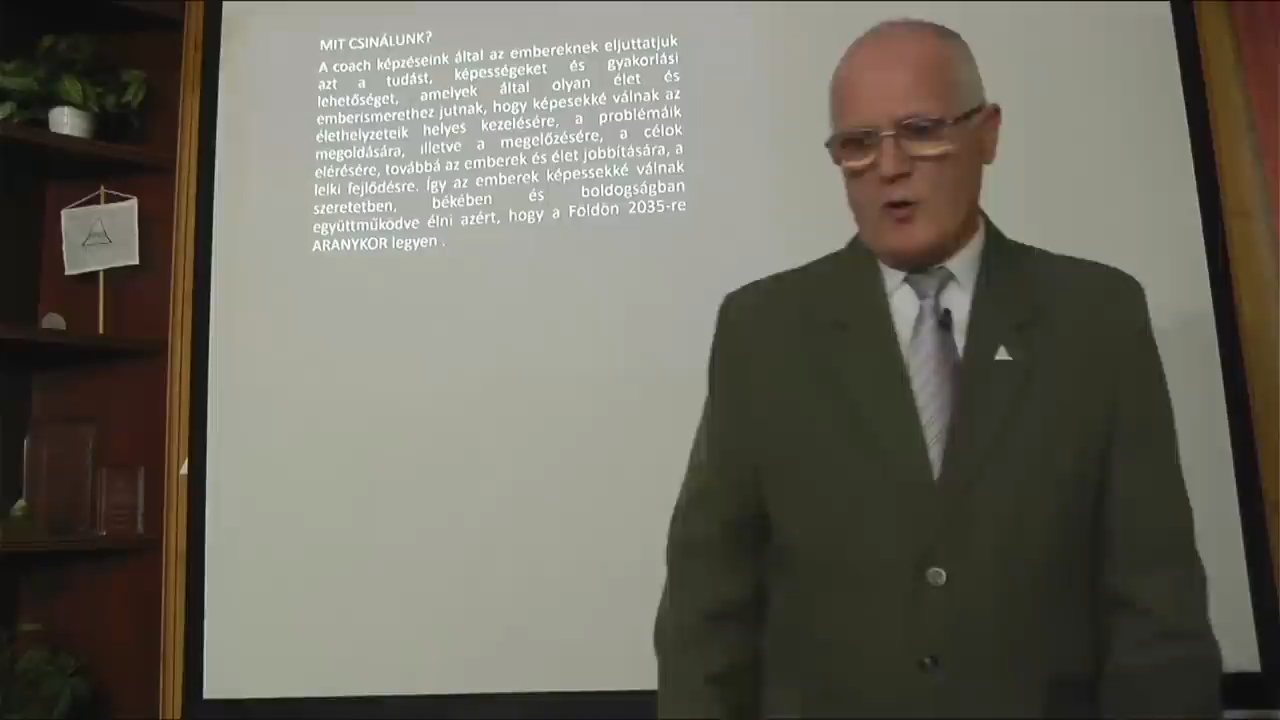 MIT CSINÁLUNK?
A coach képzéseink által az embereknek eljuttatjuk
azt a tudást, képességeket és gyakorlási
lehetőséget, amelyek által olyan élet és
emberismerethez jutnak, hogy képesekké válnak az
élethelyzeteik helyes kezelésére, a problémáik
megoldására, illetve a megelőzésére, a célok
elérésére, továbbá az emberek és élet jobbítására, a
lelki fejlődésre. Így az emberek képessekké válnak
szeretetben, békében és boldogságban
együttműködve élni azért, hogy a Földön 2035-re
ARANYKOR legyen .